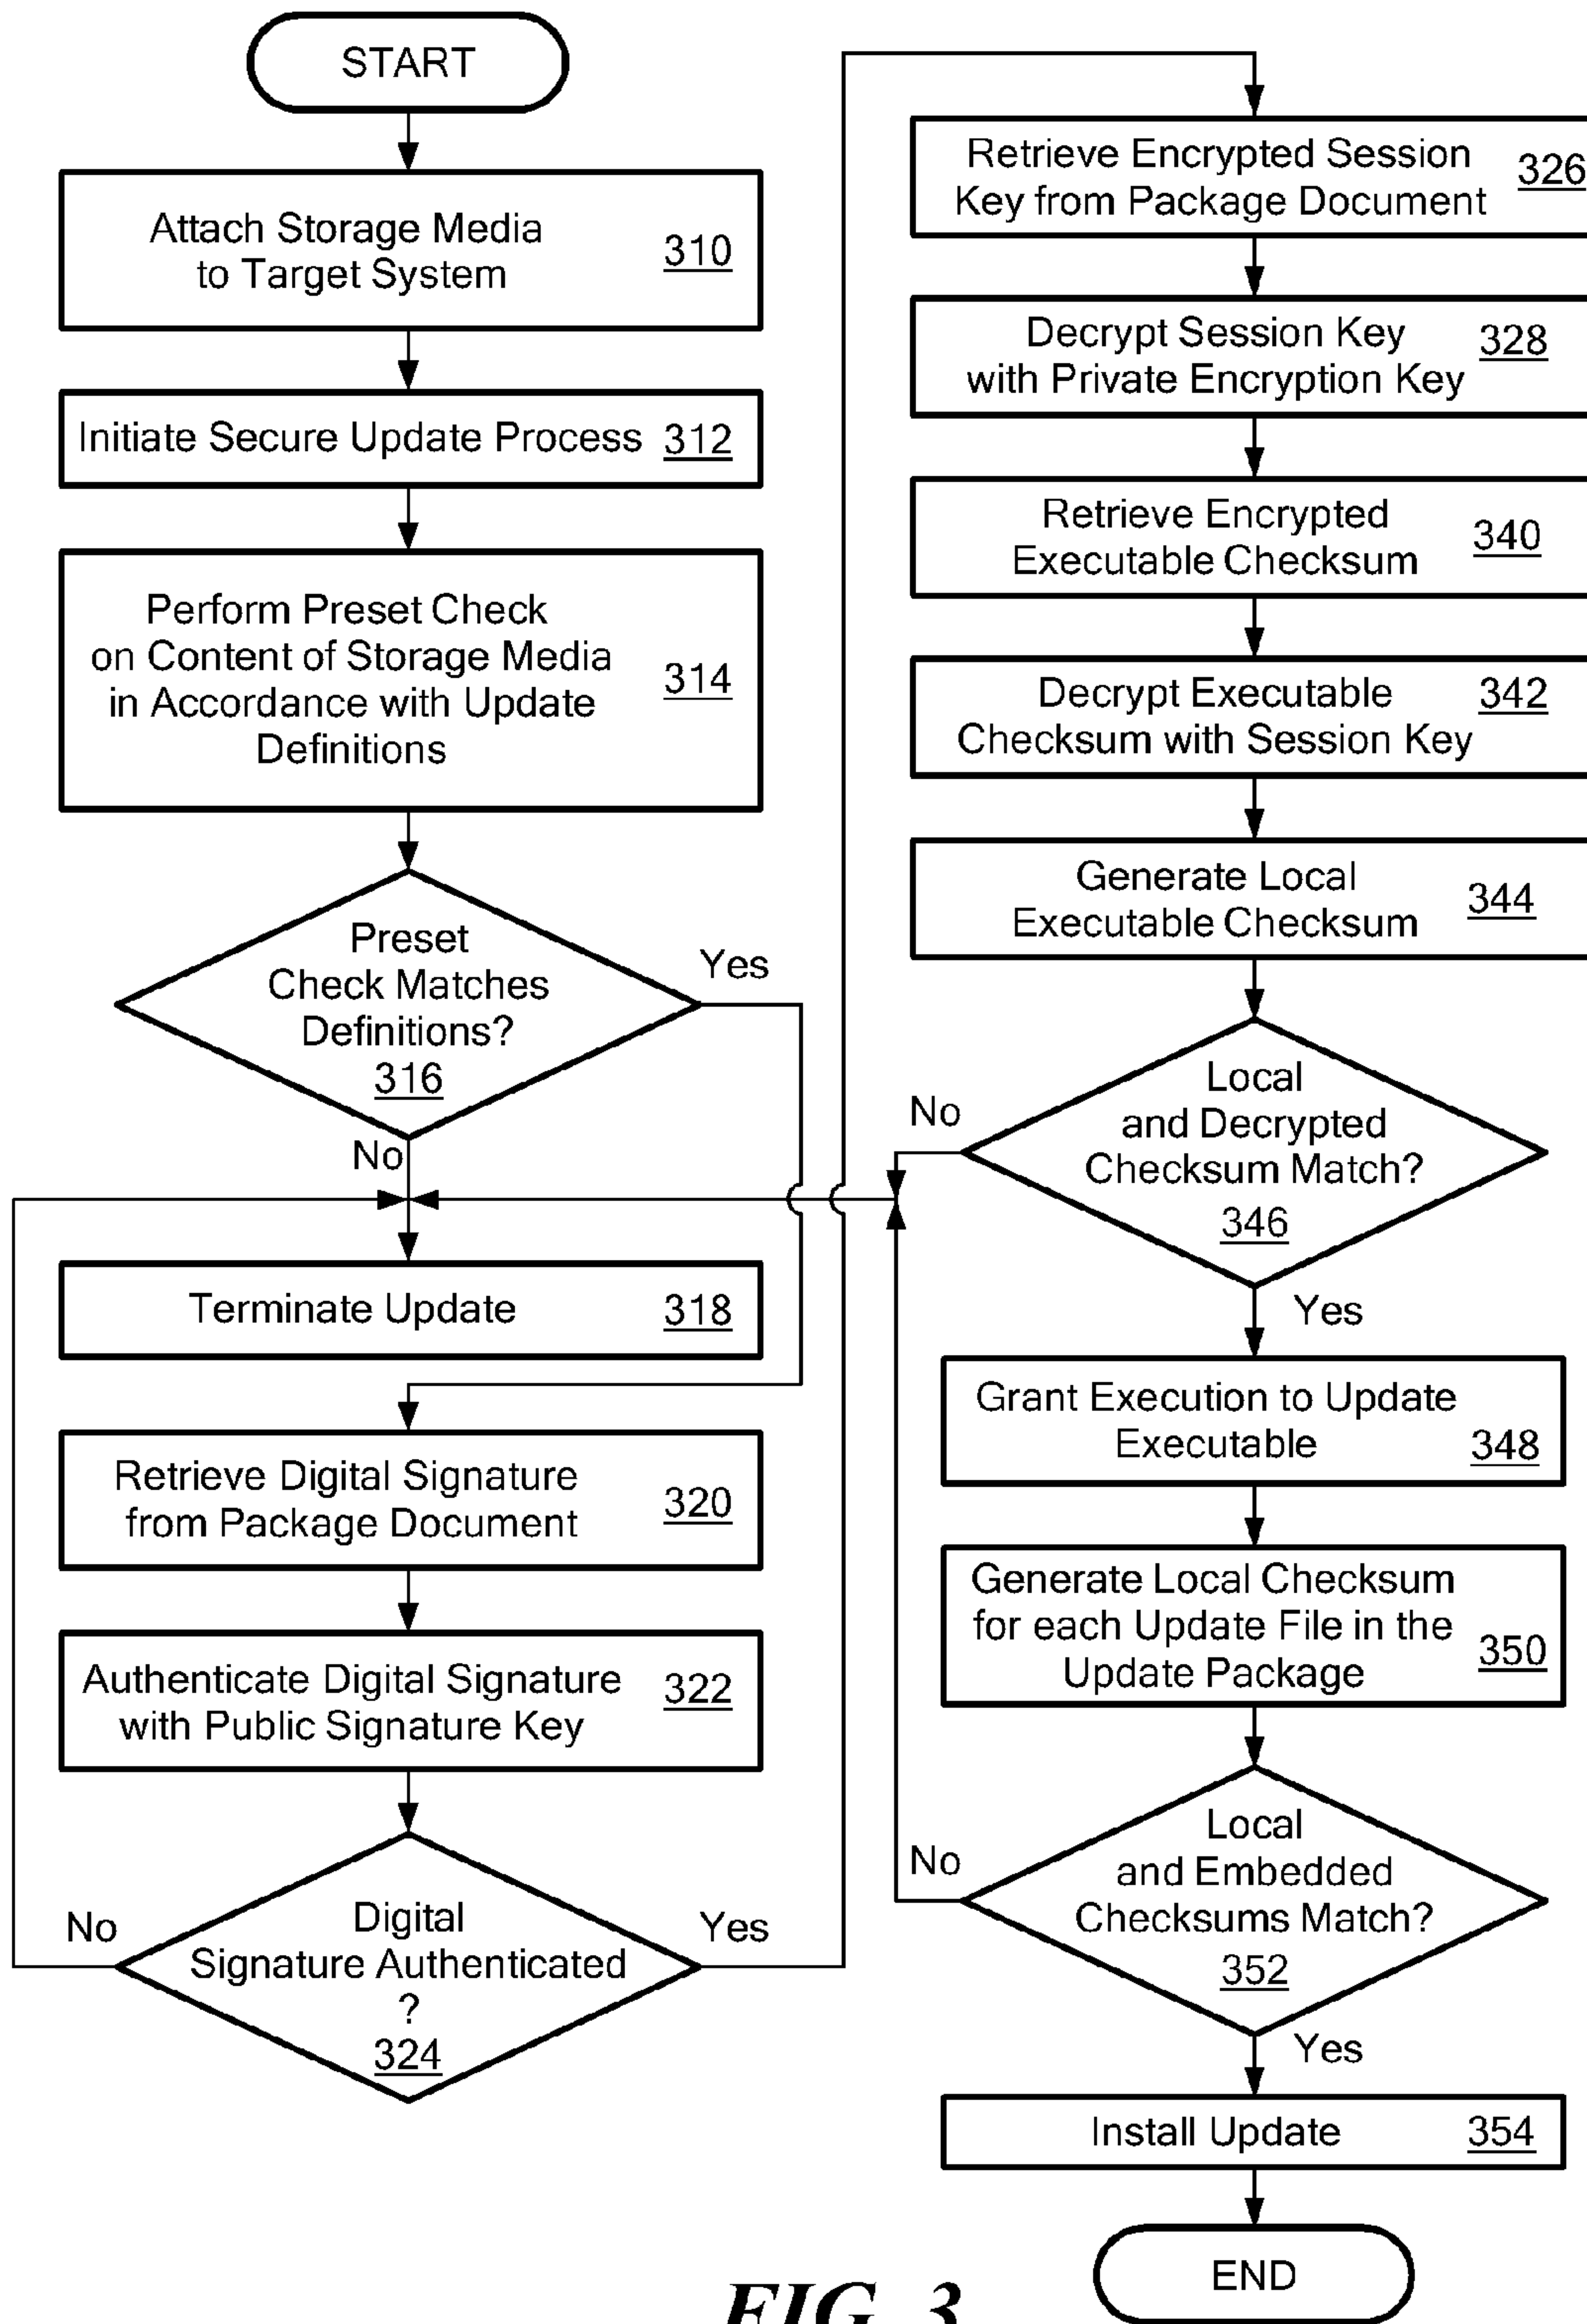 START
Attach Storage Media
to Target System
310
Initiate Secure Update Process 312
Perform Preset Check
on Content of Storage Media
in Accordance with Update
Definitions
314
Preset
Check Matches
Definitions?
316
Yes
No
Terminate Update 318
Retrieve Digital Signature
from Package Document
320
Authenticate Digital Signature
with Public Signature Key
322
Digital
Signature Authenticated
?
324
No
Yes
Retrieve Encrypted Session
Key from Package Document
326
Decrypt Session Key
with Private Encryption Key
328
Retrieve Encrypted
Executable Checksum
340
Decrypt Executable
Checksum with Session Key
342
Generate Local
Executable Checksum
344
Local
and Decrypted
Checksum Match?
346
No
Yes
Grant Execution to Update
Executable
348
Generate Local Checksum
for each Update File in the
Update Package
350
Local
and Embedded
Checksums Match?
352
No
Yes
Install Update 354
END
FIG. 3